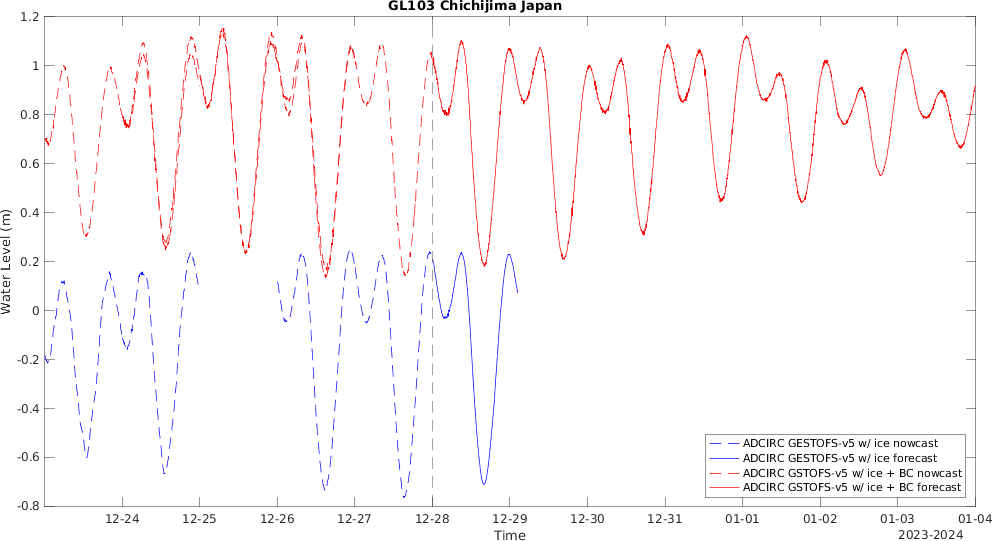 GL103 Chichijima Japan
Water Level (m)
1.2
1
0.8
0.6
0.4
0.2
0
-0.2
-0.4
-0.6
-0.8
ADCIRC GESTOFS-v5 w/ ice nowcast
ADCIRC GESTOFS-v5 w/ ice forecast
ADCIRC GSTOFS-v5 w/ ice + BC nowcast
ADCIRC GSTOFS-v5 w/ ice + BC forecast
12-24 12-25 12-26 12-27 12-28 12-29 12-30 12-31 01-01 01-02 01-03 01-04
Time
2023-2024